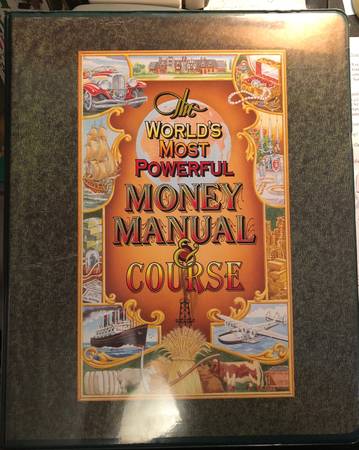 The
WORLD'S
MOST
POWERFUL
MONEY
MANUAL
&
COURSE